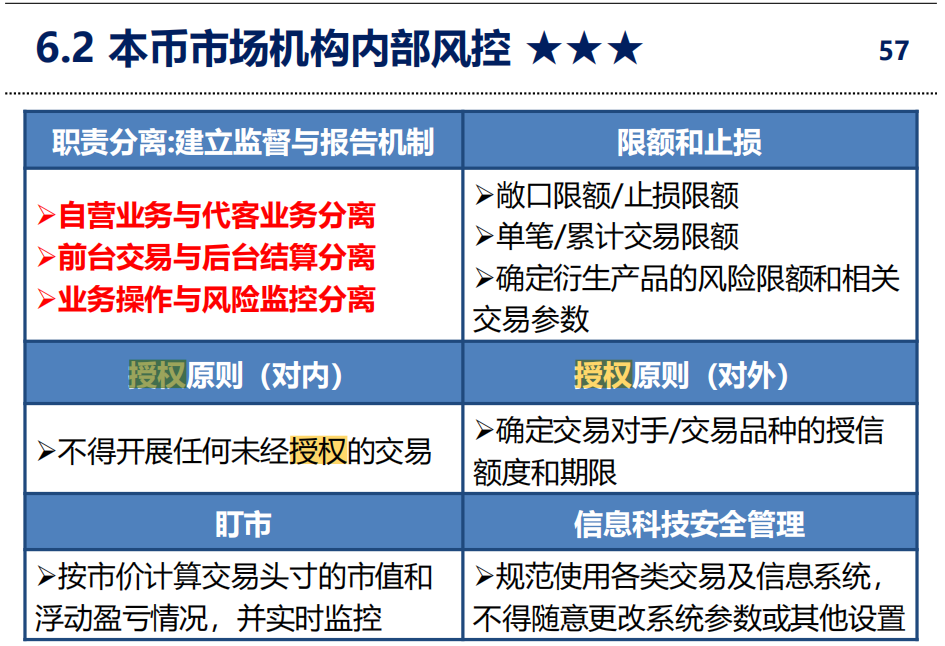 6.2 本币市场机构内部风控 ★★★
57
职责分离:建立监督与报告机制
限额和止损
➢自营业务与代客业务分离
➢前台交易与后台结算分离
➢业务操作与风险监控分离
➢敞口限额/止损限额
➢单笔/累计交易限额
➢确定衍生产品的风险限额和相关
交易参数
授权原则（对内）
授权原则（对外）
➢不得开展任何未经授权的交易
➢确定交易对手/交易品种的授信
额度和期限
盯市
信息科技安全管理
➢按市价计算交易头寸的市值和
浮动盈亏情况，并实时监控
➢规范使用各类交易及信息系统，
不得随意更改系统参数或其他设置